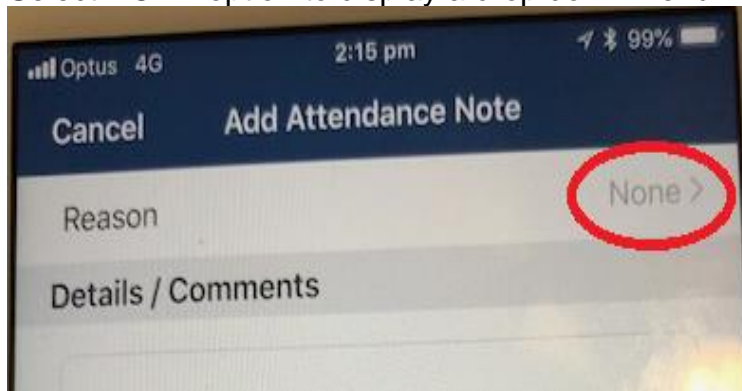 Optus 4G 2:15 pm 99%
Cancel Add Attendance Note
Reason None >
Details / Comments